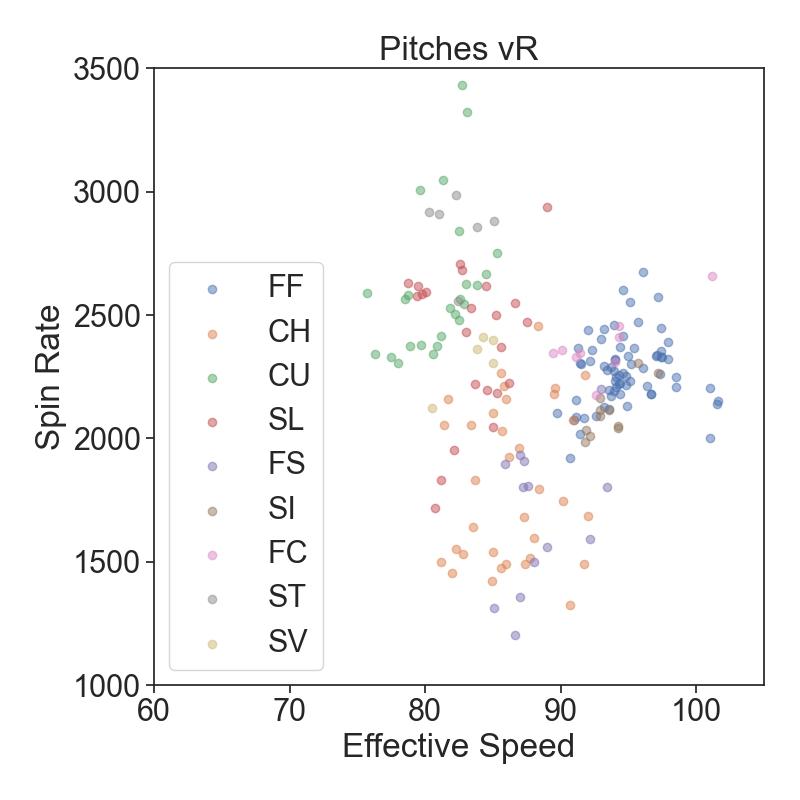 Pitches vR
3500
3000
2500
2000
1500
1000
Spin Rate
FF
CH
CU
SL
FS
SI
FC
ST
SV
60 70 80 90 100
Effective Speed